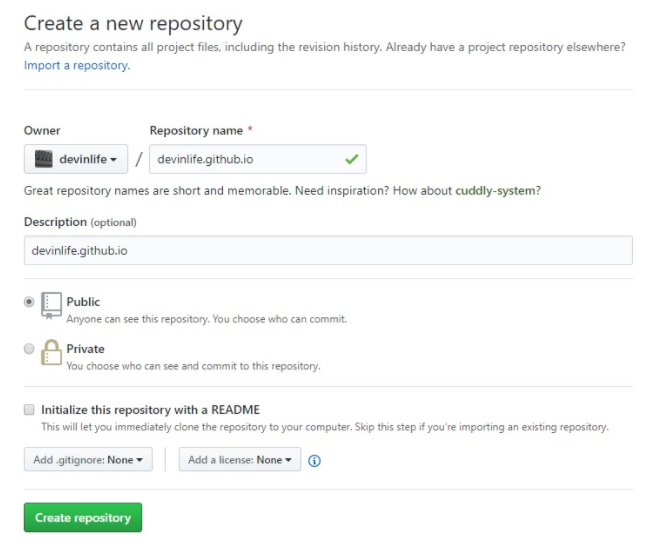 Create a new repository
A repository contains all project files, including the revision history. Already have a project repository elsewhere?
Import a repository.
Owner Repository name *
devinlife / devinlife.github.io
Great repository names are short and memorable. Need inspiration? How about cuddly-system?
Description (optional)
devinlife.github.io
Public
Anyone can see this repository. You choose who can commit.
Private
You choose who can see and commit to this repository.
Initialize this repository with a README
This will let you immediately clone the repository to your computer. Skip this step if you're importing an existing repository.
Add .gitignore: None Add a license: None
Create repository